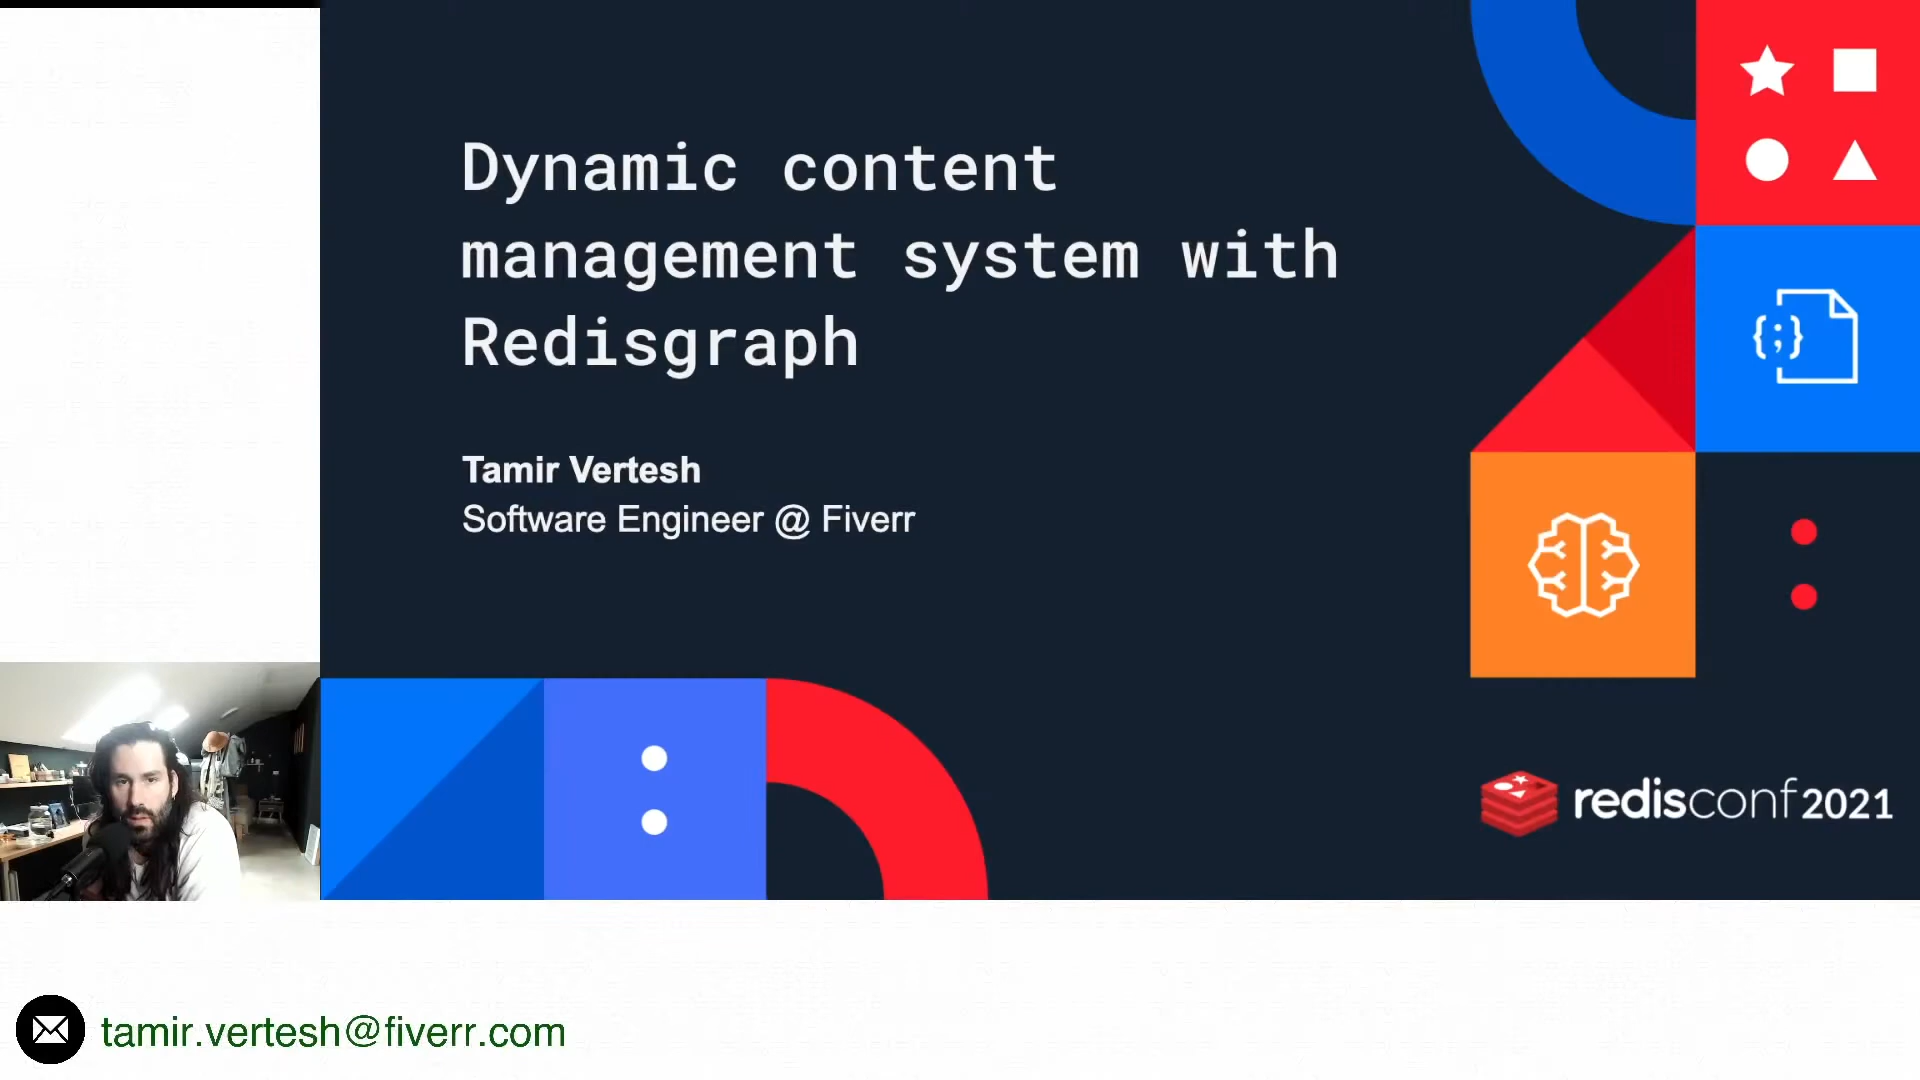 Dynamic content
management system with
Redisgraph
Tamir Vertesh
Software Engineer @ Fiverr
{;}
redisconf2021
tamir.vertesh@fiverr.com